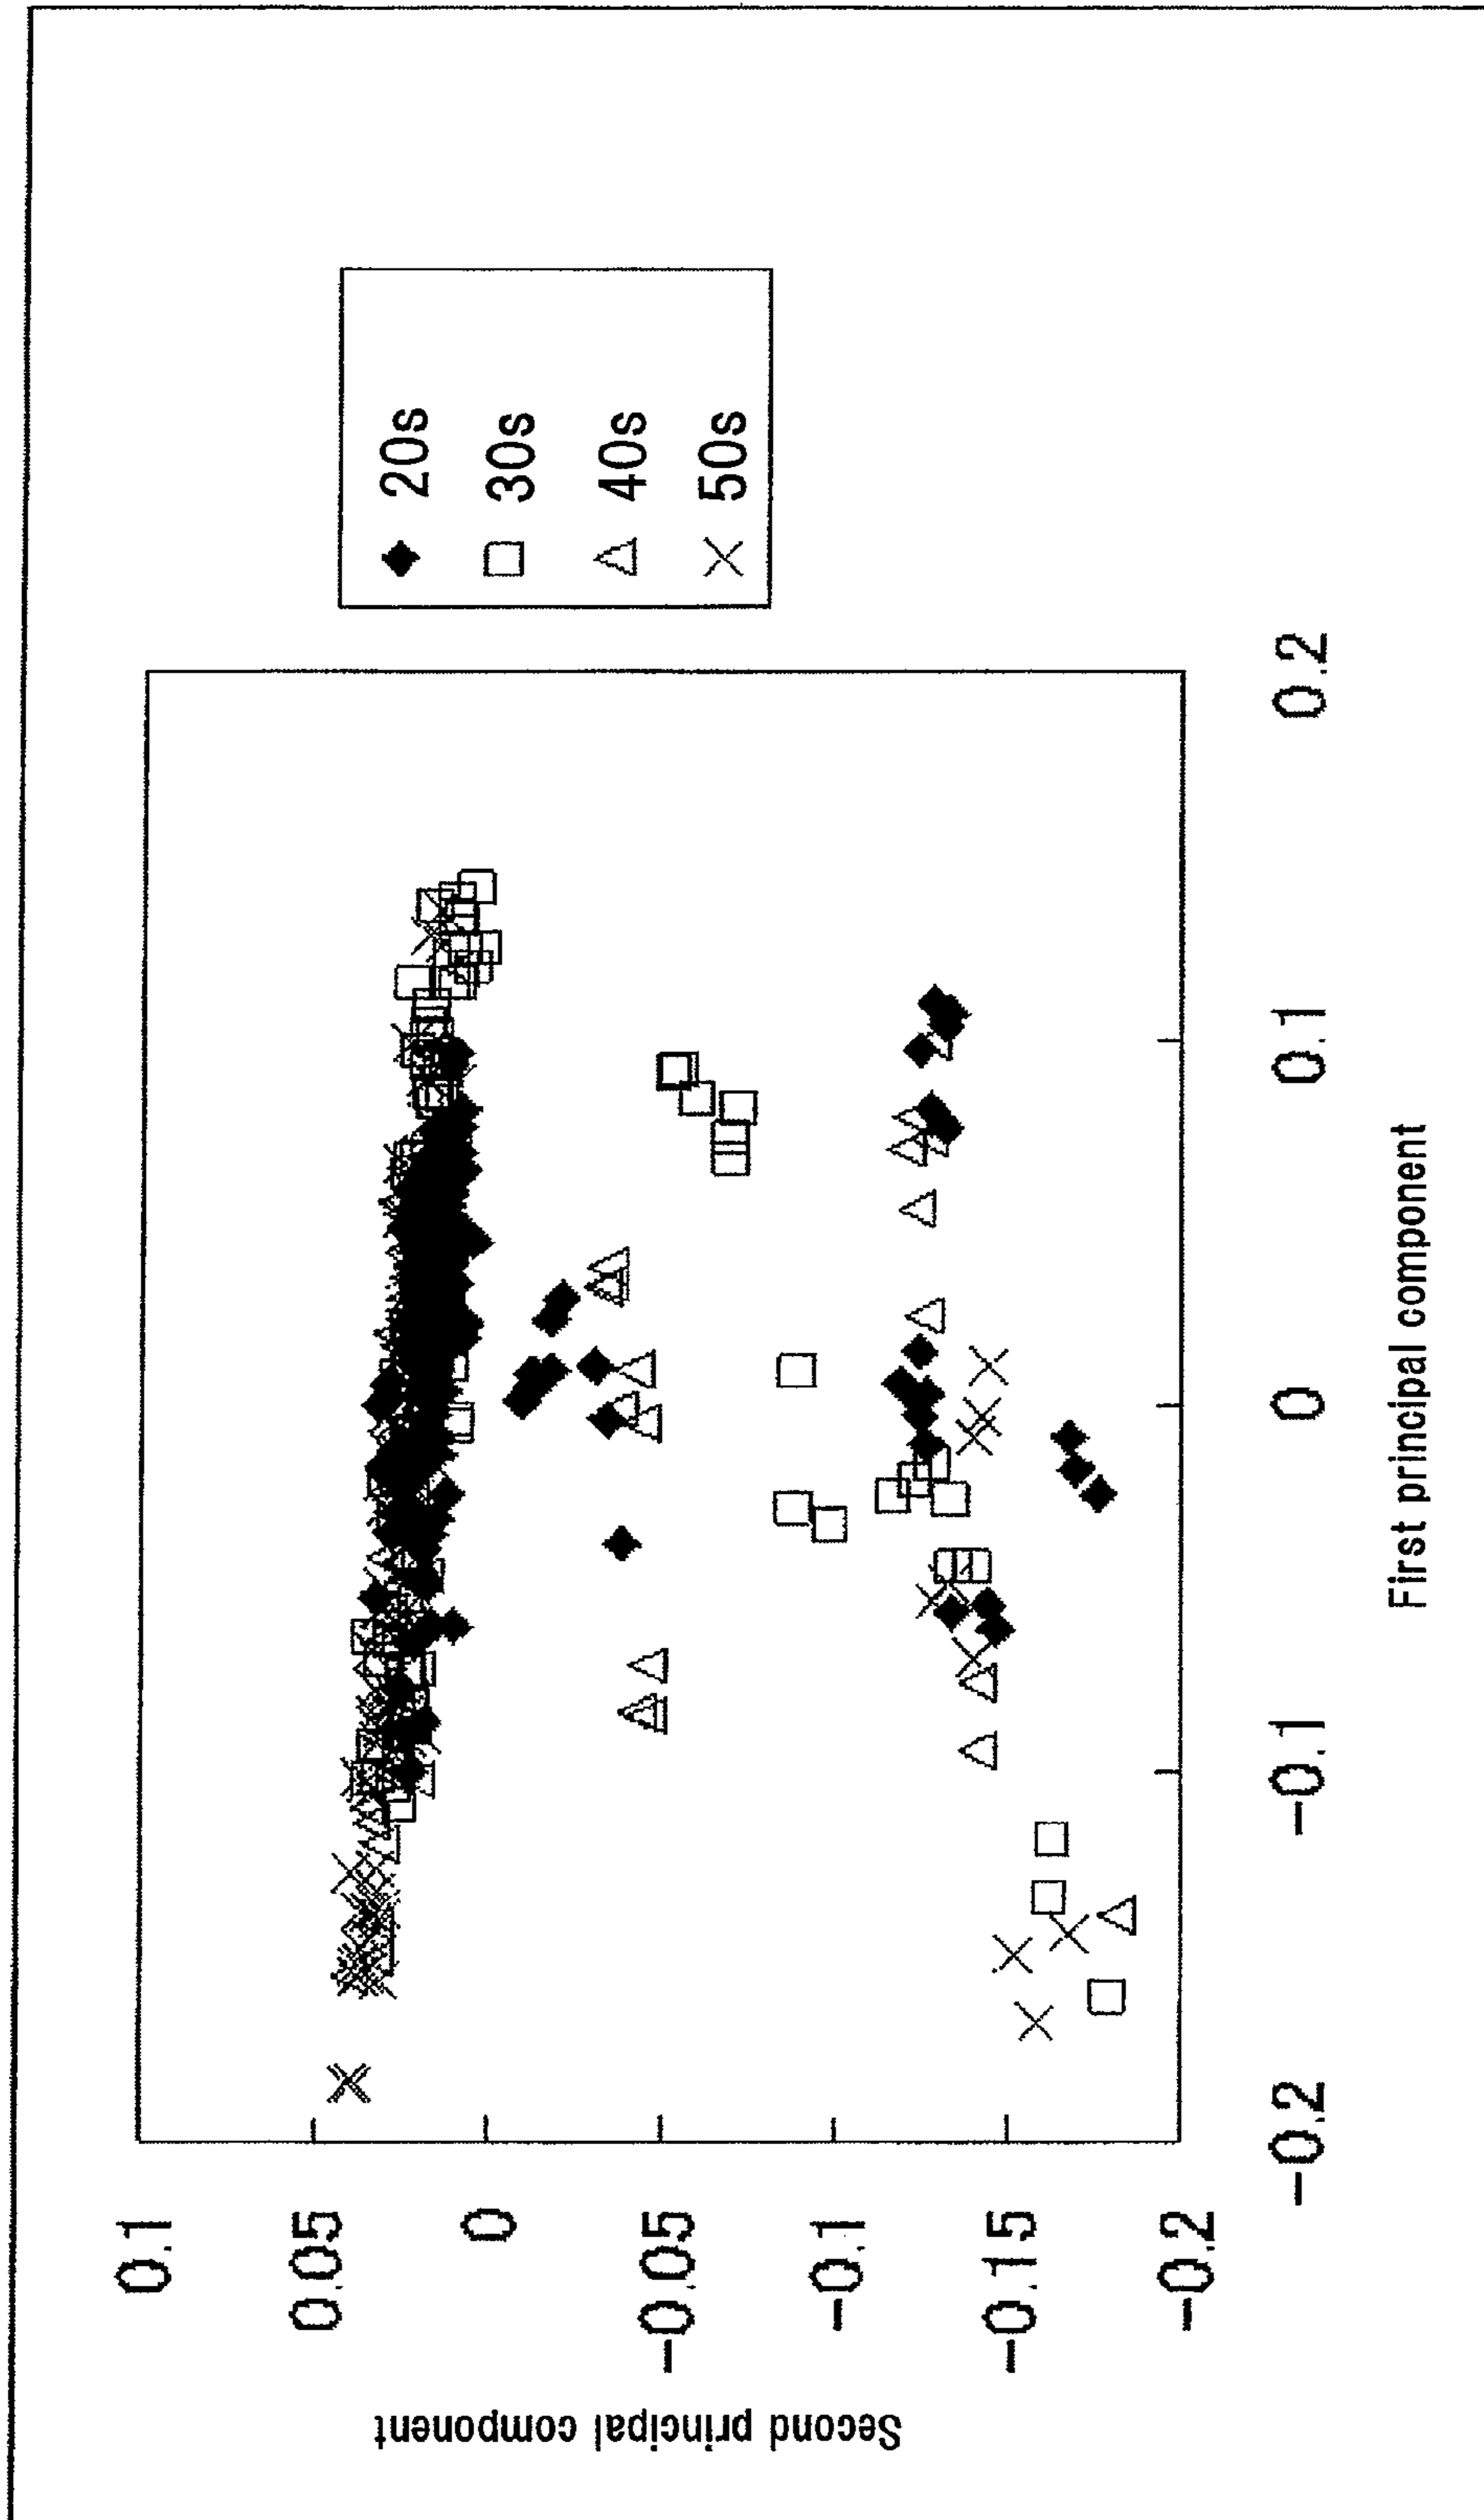 Second principal component
0.1
0.05
0
-0.05
-0.1
-0.15
-0.2
-0.2
-0.1
0
0.1
0.2
First principal component
20s
30s
40s
50s